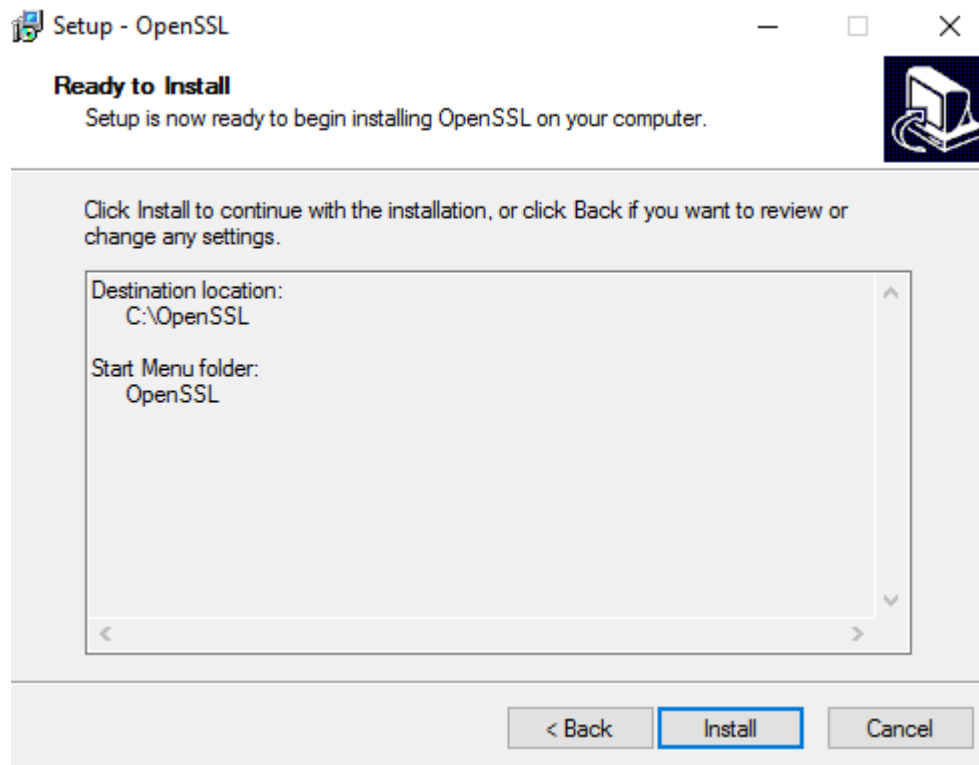 Setup - OpenSSL
Ready to Install
Setup is now ready to begin installing OpenSSL on your computer.
Click Install to continue with the installation, or click Back if you want to review or
change any settings.
Destination location:
C:\OpenSSL
Start Menu folder:
OpenSSL
< Back
Install
Cancel